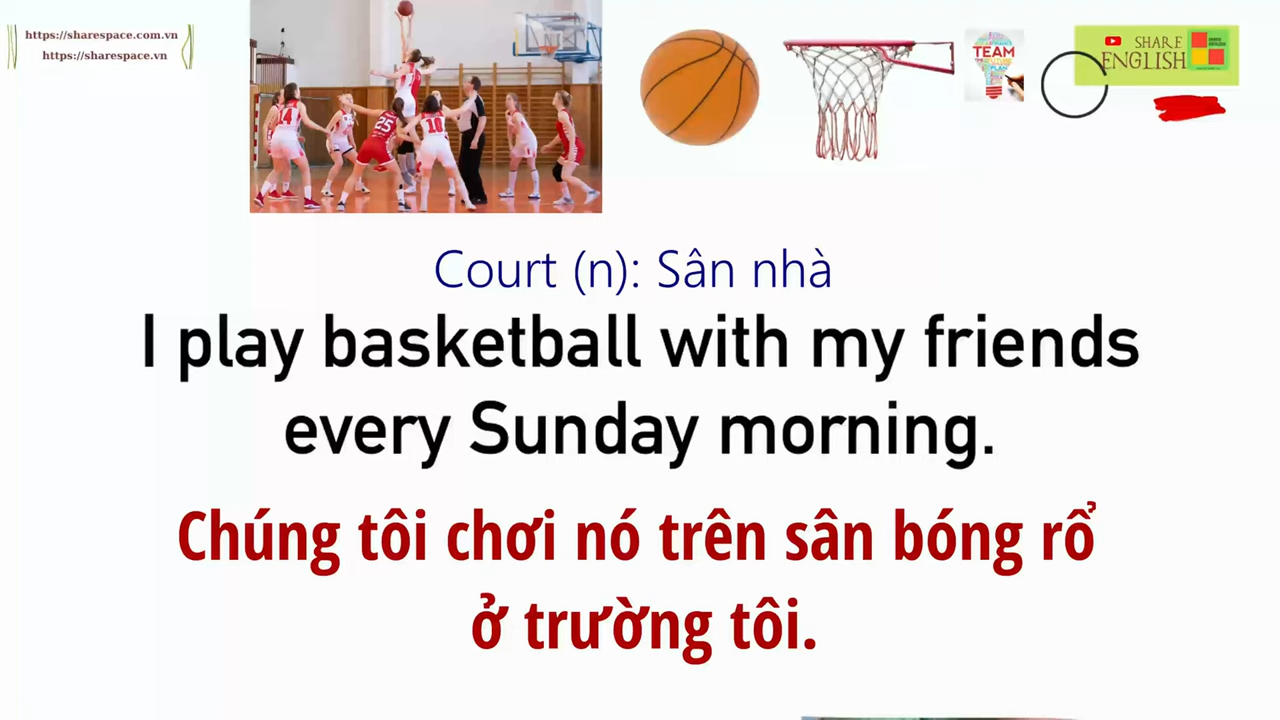 https://sharespace.com.vn
https://sharespace.vn
14
25
10
TEAM
PLAN
SHARE
ENGLISH
Court (n): Sân nhà
I play basketball with my friends
every Sunday morning.
Chúng tôi chơi nó trên sân bóng rổ
ở trường tôi.